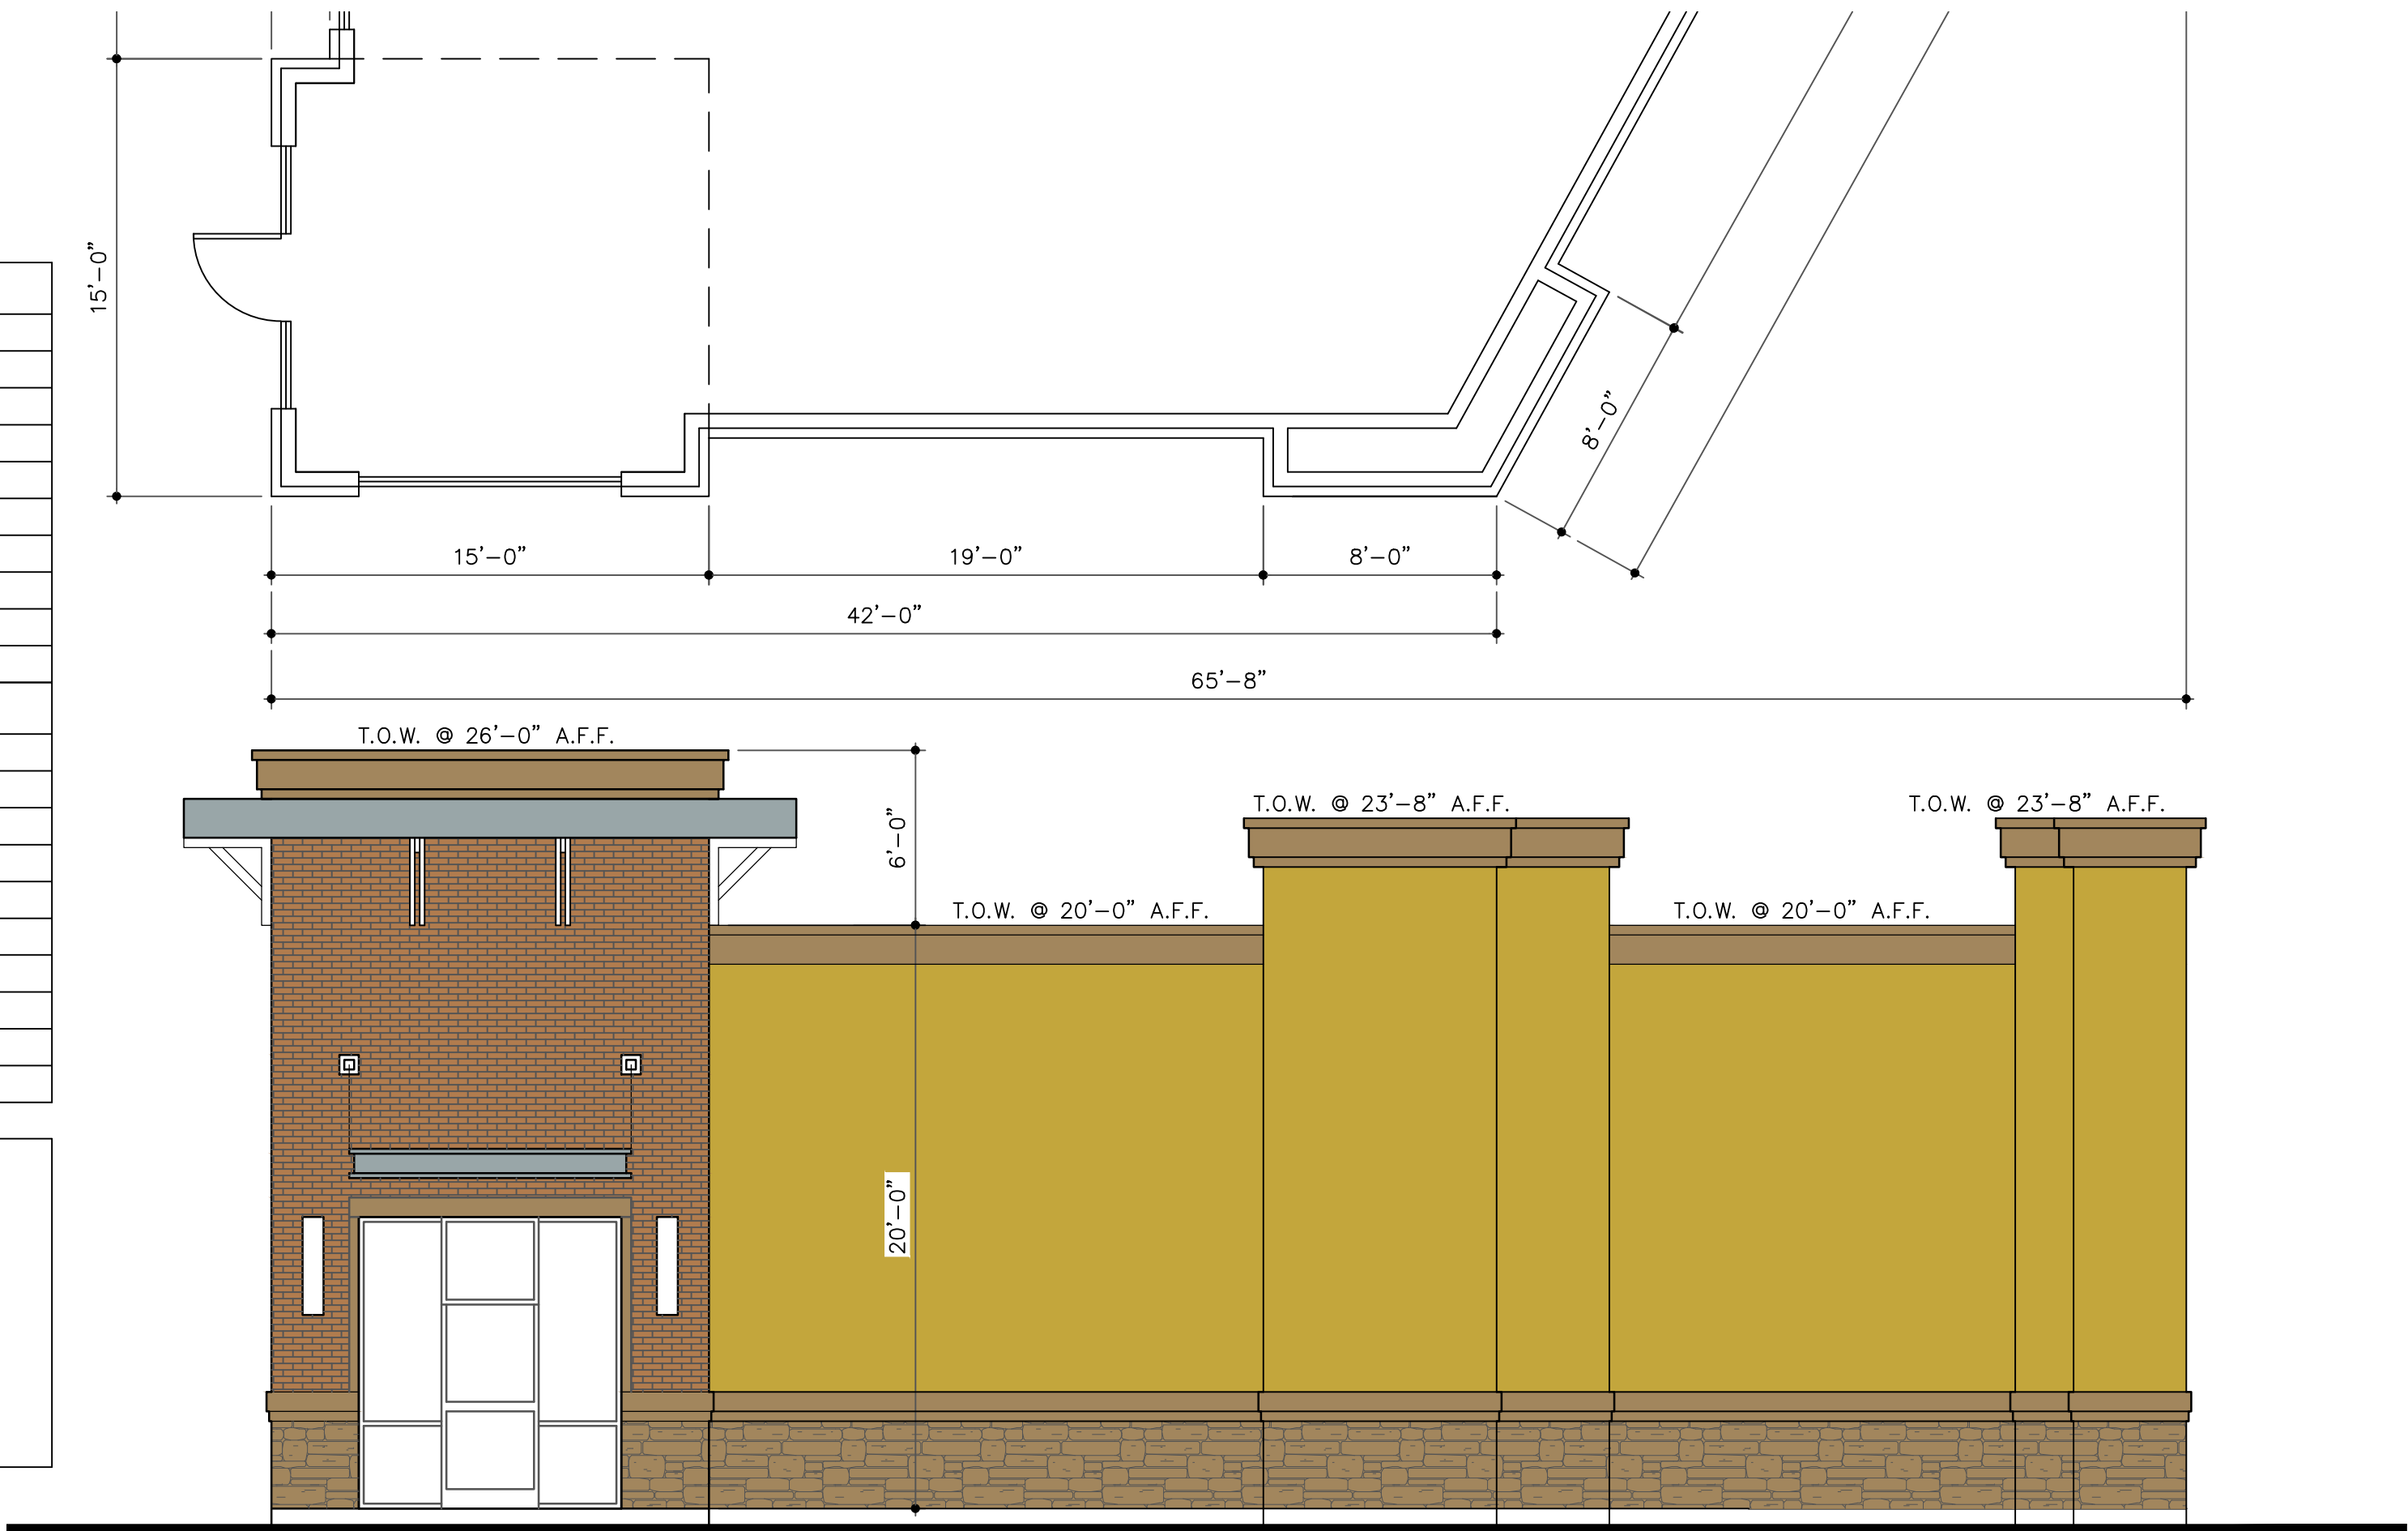 15'-0"
8'-0"
15'-0"
19'-0"
8'-0"
42'-0"
65'-8"
T.O.W. @ 26'-0" A.F.F.
6'-0"
T.O.W. @ 23'-8" A.F.F.
T.O.W. @ 23'-8" A.F.F.
T.O.W. @ 20'-0" A.F.F.
T.O.W. @ 20'-0" A.F.F.
20'-0"